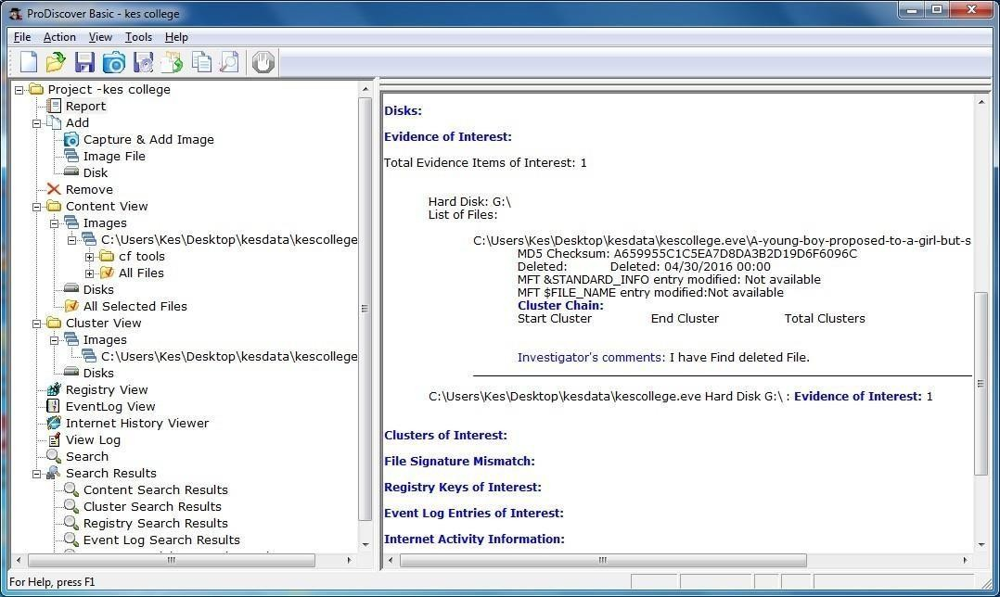 ProDiscover Basic - kes college
File Action View Tools Help
Project -kes college
Report
Add
Capture & Add Image
Image File
Disk
Remove
Content View
Images
C:\Users\Kes\Desktop\kesdata\kescollege
cf tools
All Files
Disks
All Selected Files
Cluster View
Images
C:\Users\Kes\Desktop\kesdata\kescollege
Disks
Registry View
EventLog View
Internet History Viewer
View Log
Search
Search Results
Content Search Results
Cluster Search Results
Registry Search Results
Event Log Search Results
Disks:
Evidence of Interest:
Total Evidence Items of Interest: 1
Hard Disk: G:\
List of Files:
C:\Users\Kes\Desktop\kesdata\kescollege.eve\A-young-boy-proposed-to-a-girl-but-s
MD5 Checksum: A659955C1C5EA7D8DA3B2D19D6F6096C
Deleted: Deleted: 04/30/2016 00:00
MFT &STANDARD_INFO entry modified: Not available
MFT $FILE_NAME entry modified:Not available
Cluster Chain:
Start Cluster End Cluster Total Clusters
Investigator's comments: I have Find deleted File.
C:\Users\Kes\Desktop\kesdata\kescollege.eve Hard Disk G:\ : Evidence of Interest: 1
Clusters of Interest:
File Signature Mismatch:
Registry Keys of Interest:
Event Log Entries of Interest:
Internet Activity Information:
For Help, press F1